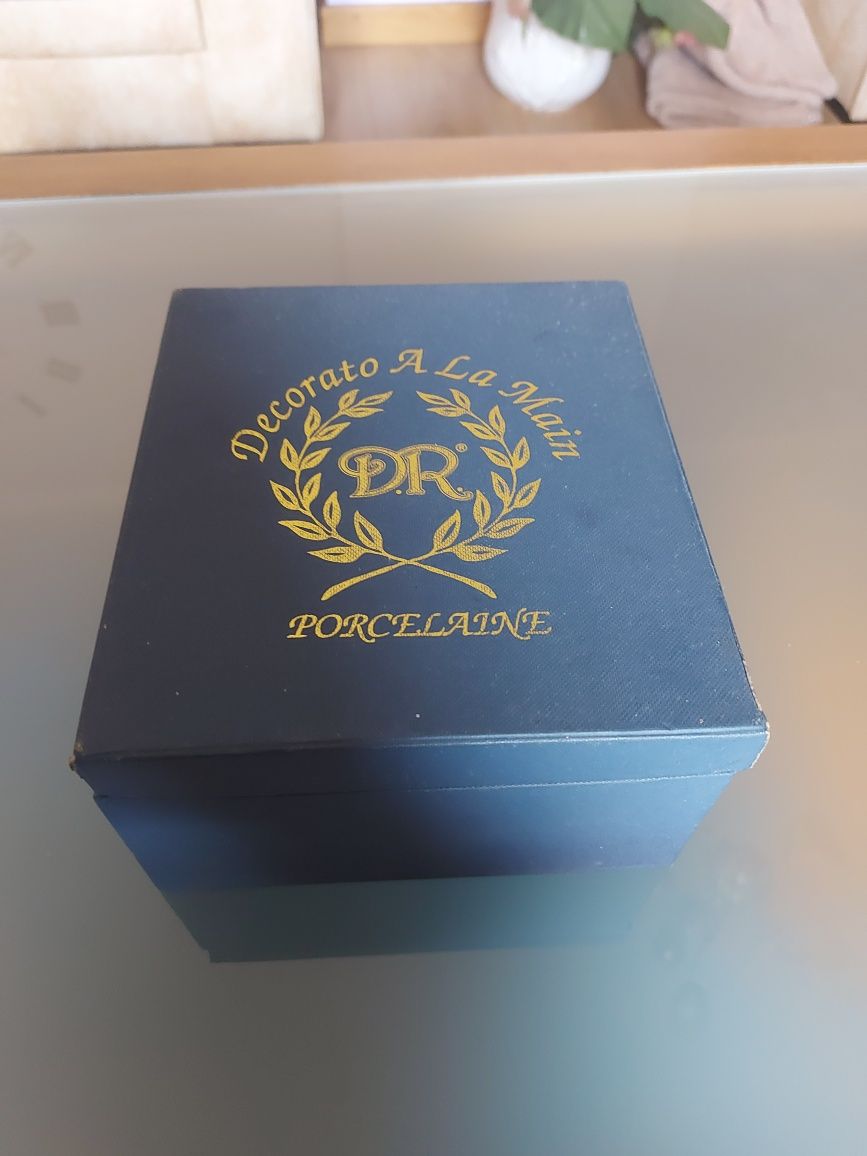 Decorato A La Main
D.R.®
PORCELAINE